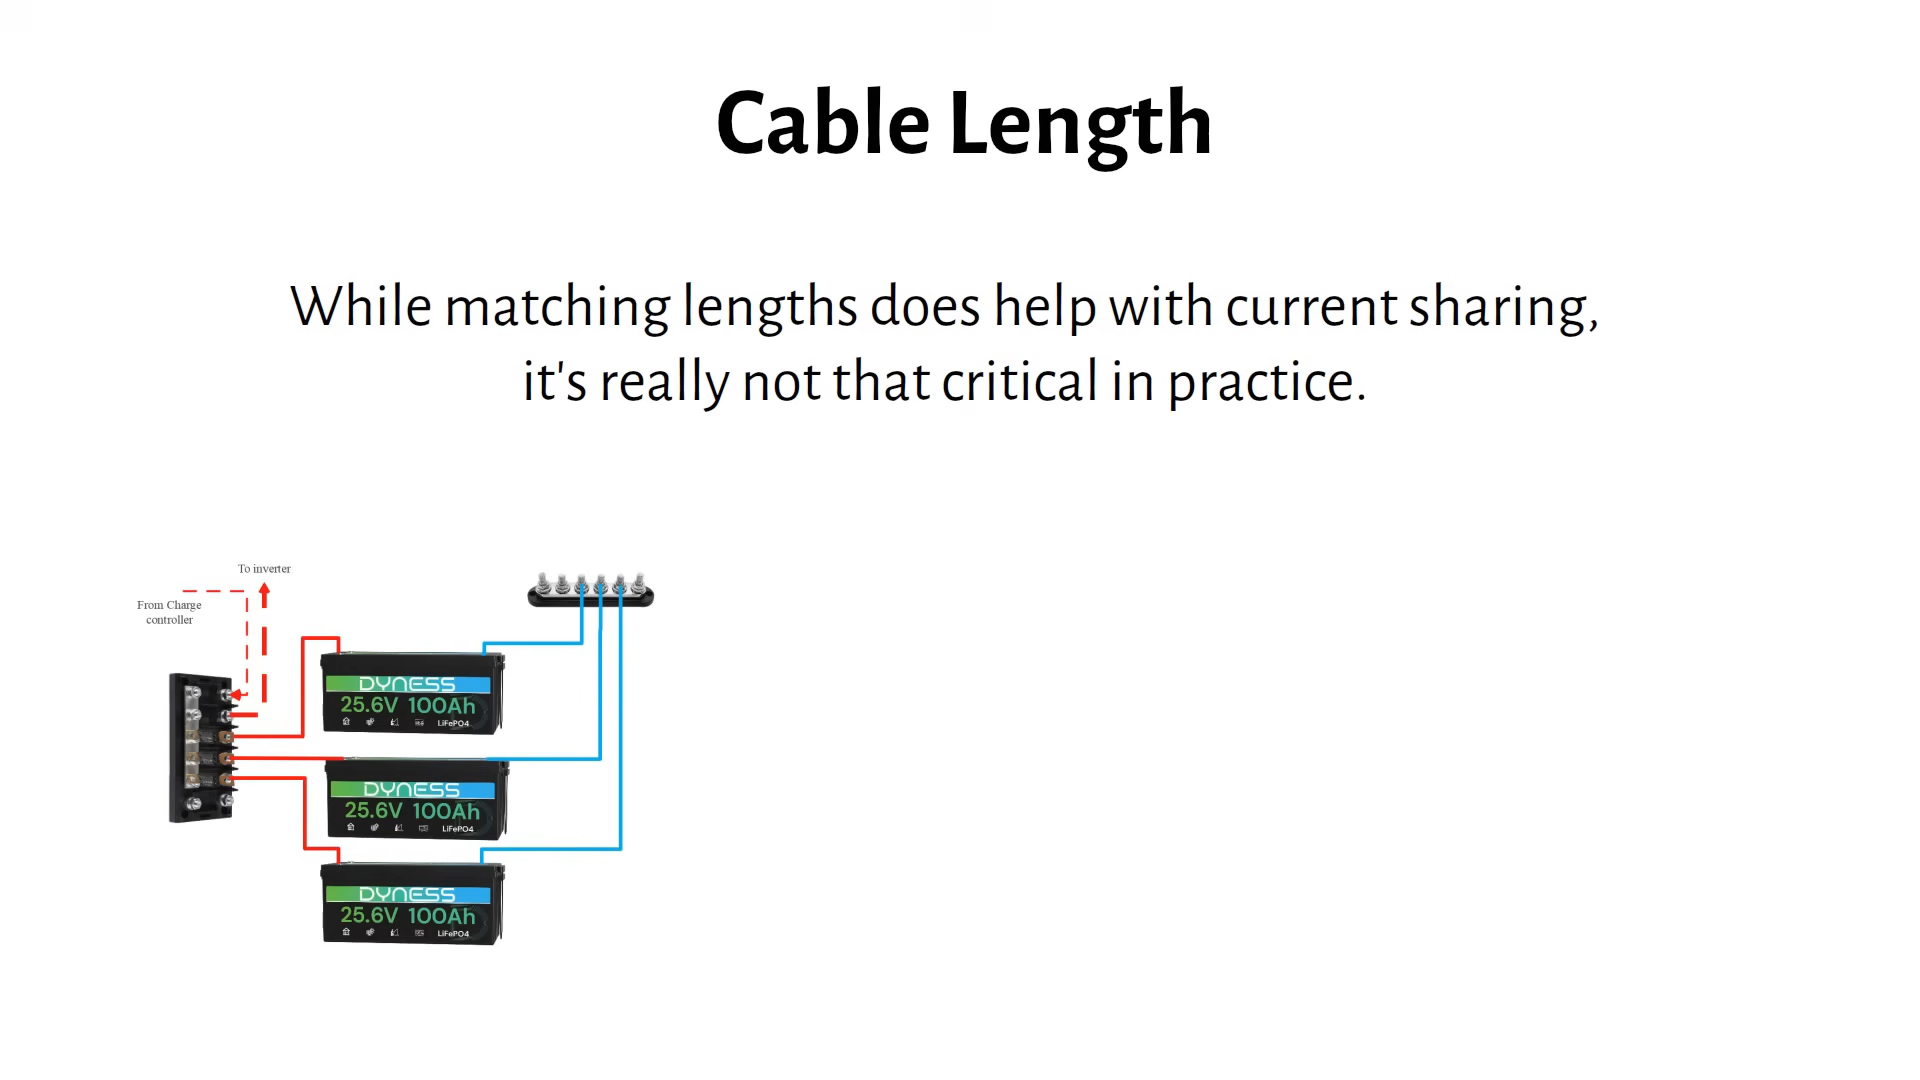 Cable Length
While matching lengths does help with current sharing,
it's really not that critical in practice.
To inverter
From Charge
controller
DYNESS
25.6V 100Ah
LiFePO4
DYNESS
25.6V 100Ah
LiFePO4
DYNESS
25.6V 100Ah
LiFePO4